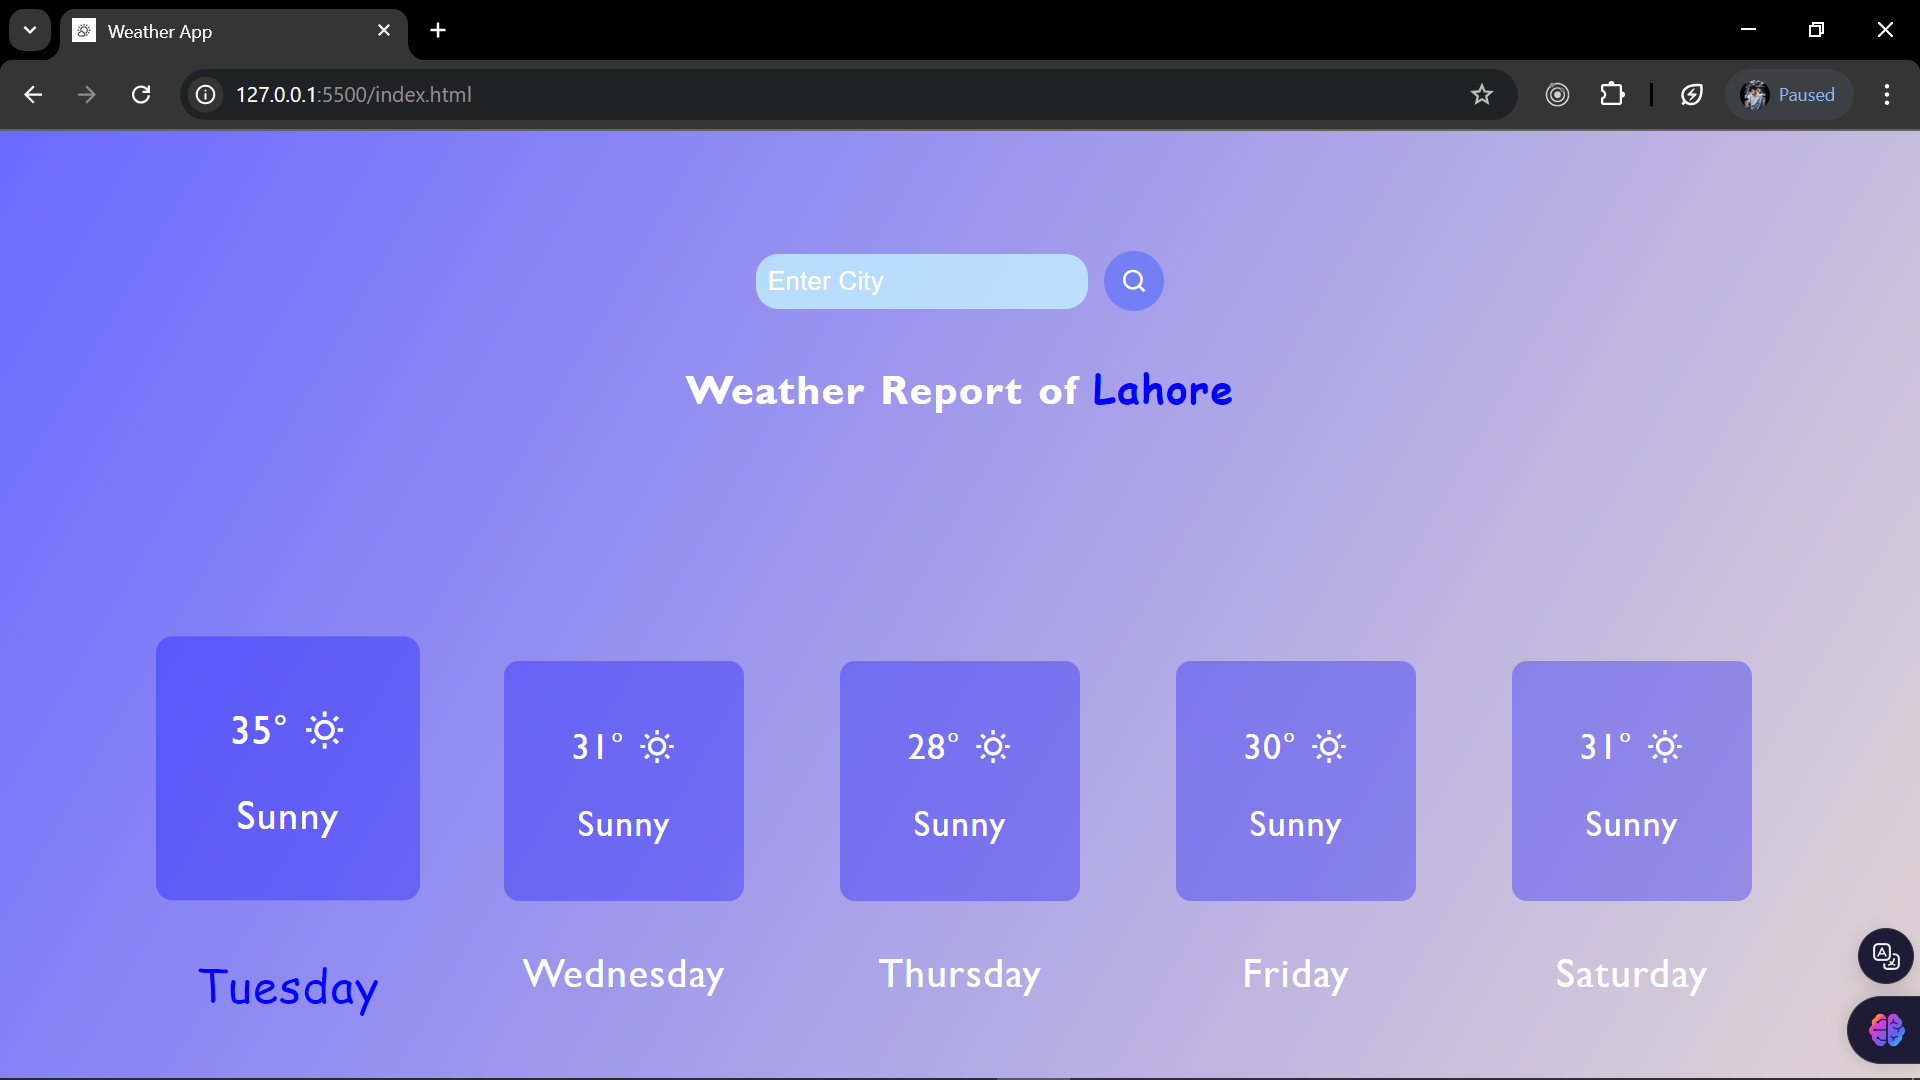 Weather App
127.0.0.1:5500/index.html
Paused
Enter City
Weather Report of Lahore
35° 31° 28° 30° 31°
Sunny Sunny Sunny Sunny Sunny
Tuesday Wednesday Thursday Friday Saturday